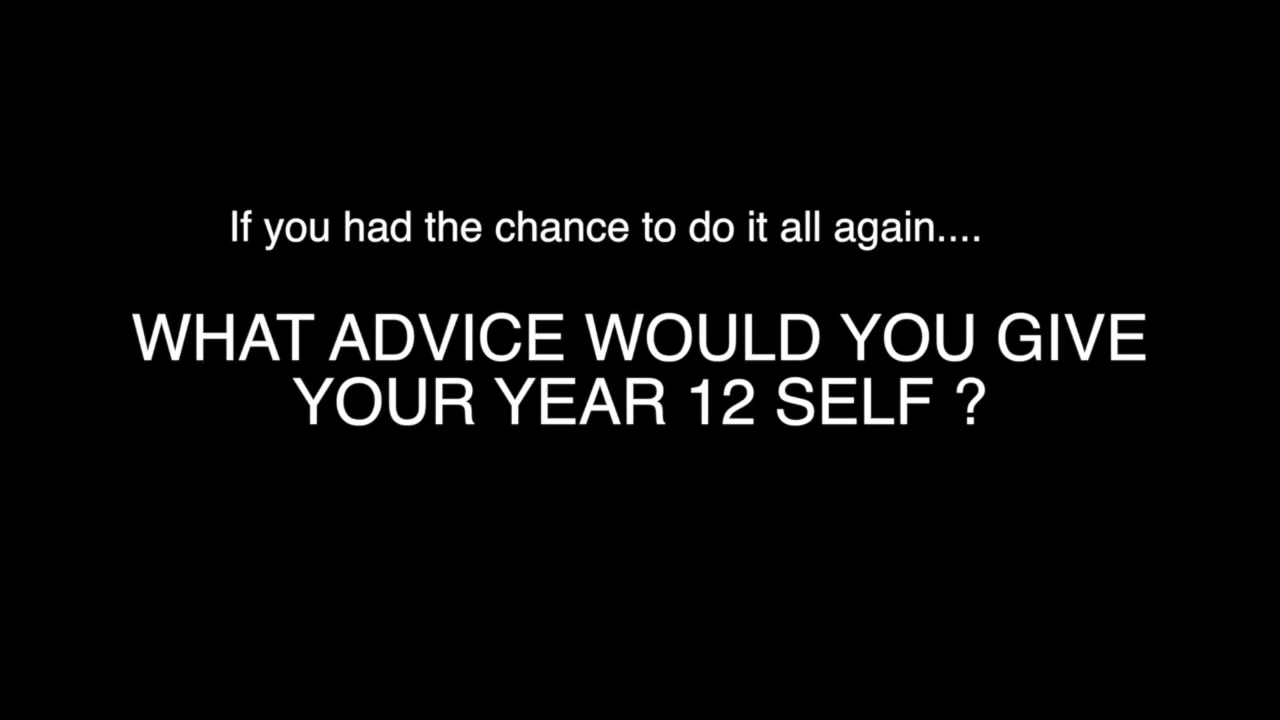 If you had the chance to do it all again....
WHAT ADVICE WOULD YOU GIVE
YOUR YEAR 12 SELF ?